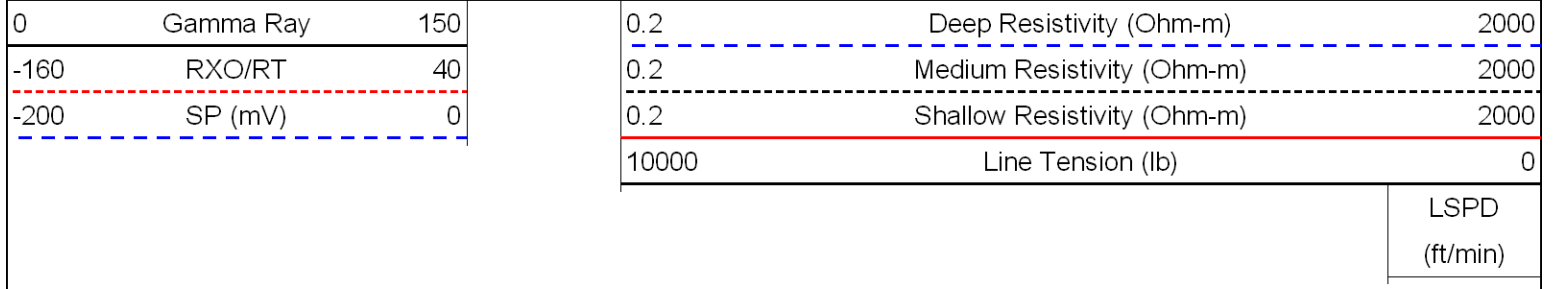 0 Gamma Ray 150 0.2 Deep Resistivity (Ohm-m) 2000
-160 RXO/RT 40 0.2 Medium Resistivity (Ohm-m) 2000
-200 SP (mV) 0 0.2 Shallow Resistivity (Ohm-m) 2000
10000 Line Tension (lb) 0
LSPD
(ft/min)